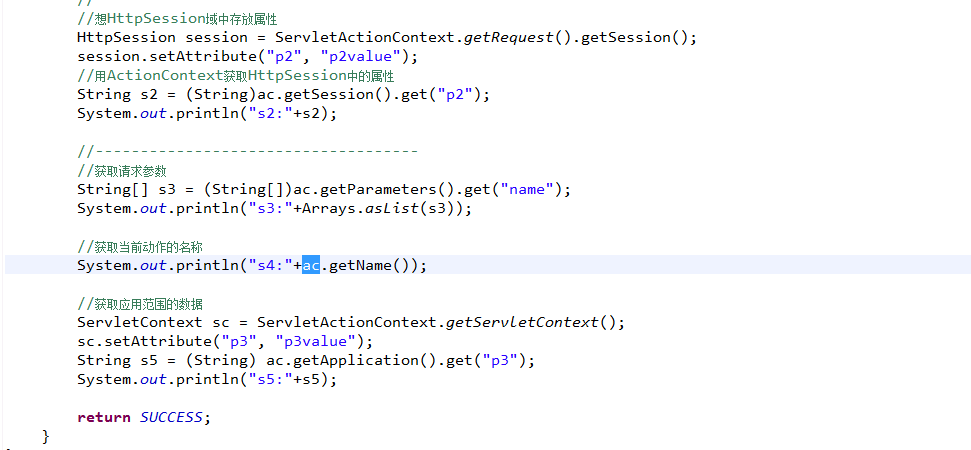 //
//想HttpSession域中存放属性
HttpSession session = ServletActionContext.getRequest().getSession();
session.setAttribute("p2", "p2value");
//用ActionContext获取HttpSession中的属性
String s2 = (String)ac.getSession().get("p2");
System.out.println("s2:"+s2);
//------------------------------------
//获取请求参数
String[] s3 = (String[])ac.getParameters().get("name");
System.out.println("s3:"+Arrays.asList(s3));
//获取当前动作的名称
System.out.println("s4:"+ac.getName());
//获取应用范围的数据
ServletContext sc = ServletActionContext.getServletContext();
sc.setAttribute("p3", "p3value");
String s5 = (String) ac.getApplication().get("p3");
System.out.println("s5:"+s5);
return SUCCESS;
}